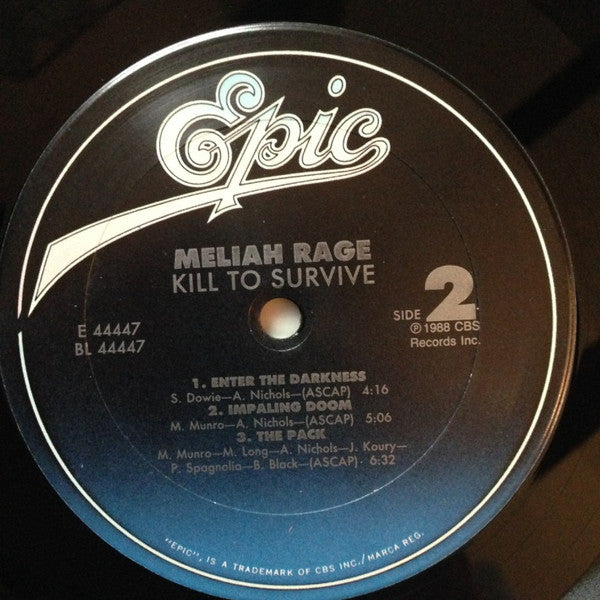 Epic
MELIAH RAGE
KILL TO SURVIVE
E 44447
BL 44447
SIDE 2
℗ 1988 CBS
Records Inc.
1. ENTER THE DARKNESS
S. Dowie—A. Nichols—(ASCAP) 4:16
2. IMPALING DOOM
M. Munro—A. Nichols—(ASCAP) 5:06
3. THE PACK
M. Munro—M. Long—A. Nichols—J. Koury—
P. Spagnolia—B. Black—(ASCAP) 6:32
"EPIC", IS A TRADEMARK OF CBS INC./MARCA REG.